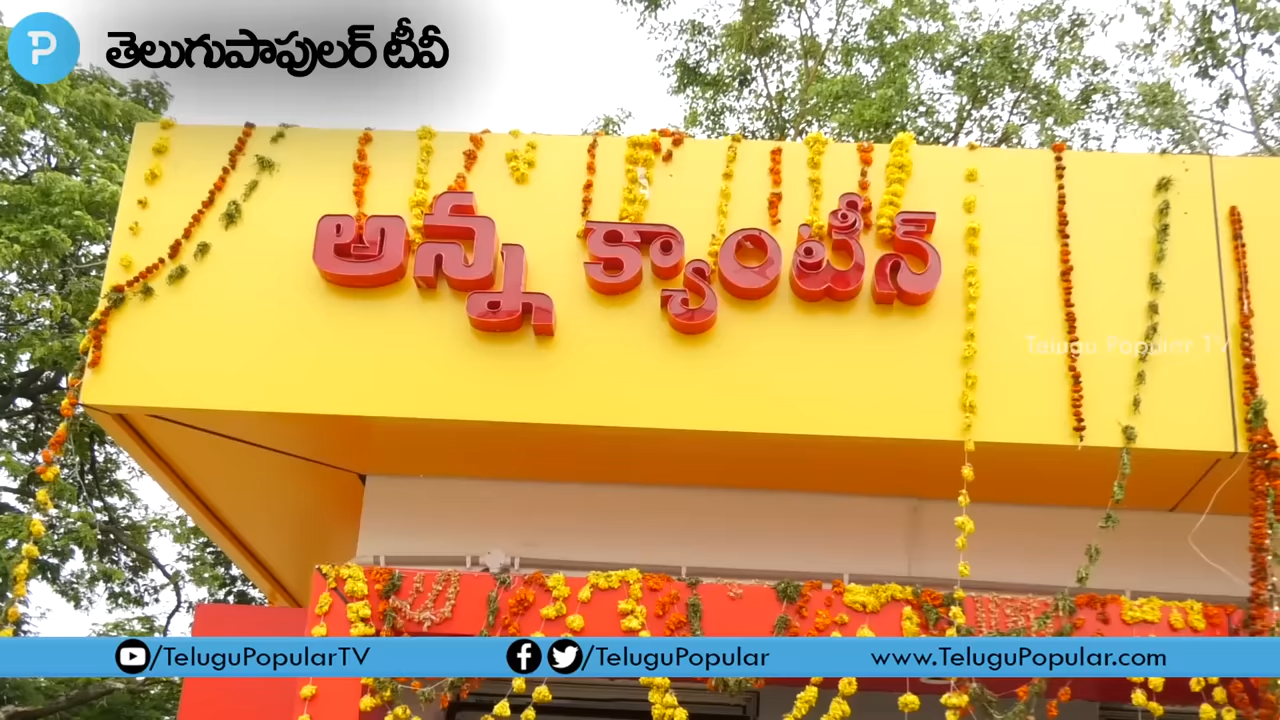 P
తెలుగుపాపులర్ టీవీ
అన్న క్యాంటీన్
Telugu Popular TV
/TeluguPopularTV
/TeluguPopular
www.TeluguPopular.com